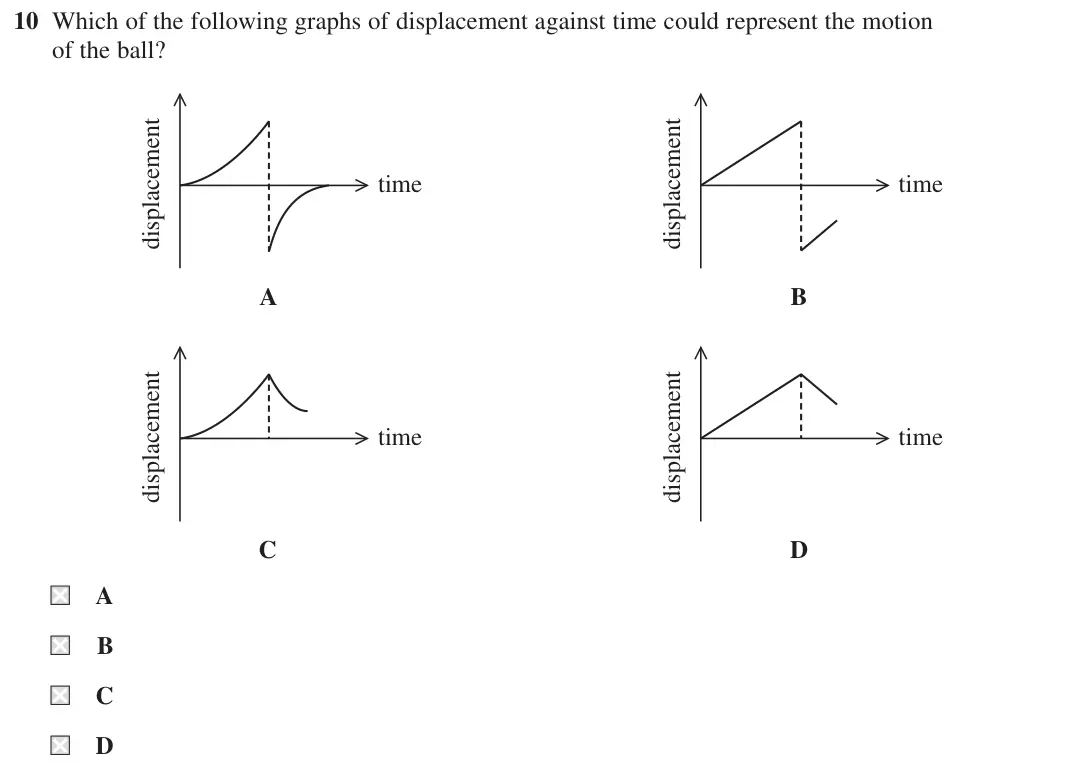 10 Which of the following graphs of displacement against time could represent the motion
of the ball?
displacement
time
A
displacement
time
B
displacement
time
C
displacement
time
D
A
B
C
D